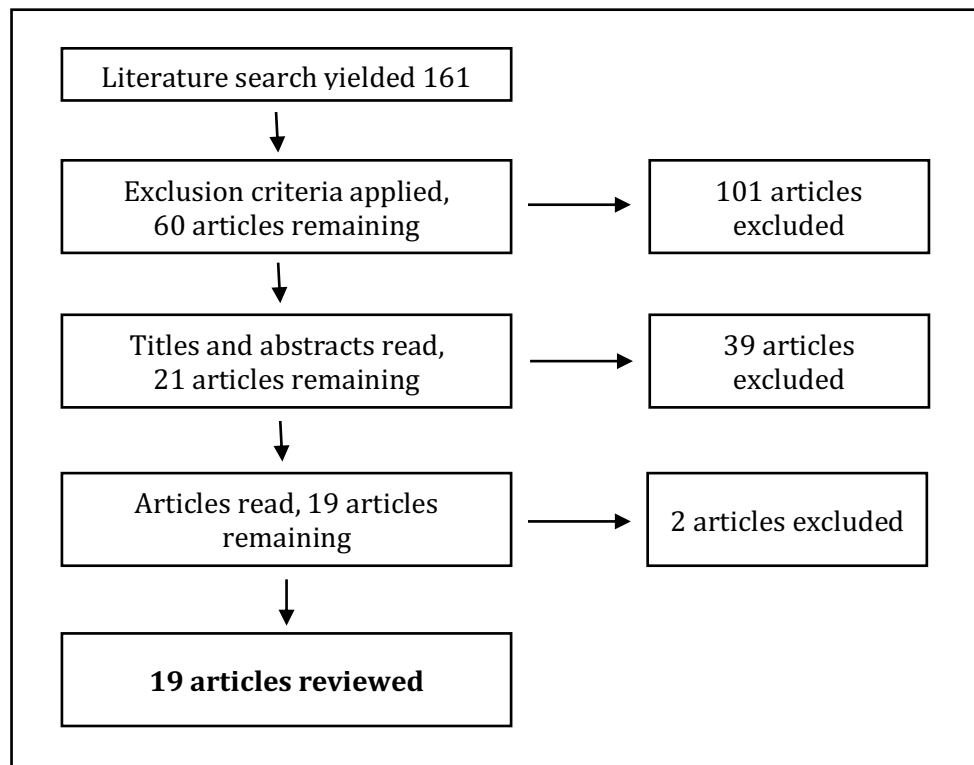 Literature search yielded 161
Exclusion criteria applied,
60 articles remaining
101 articles
excluded
Titles and abstracts read,
21 articles remaining
39 articles
excluded
Articles read, 19 articles
remaining
2 articles excluded
19 articles reviewed